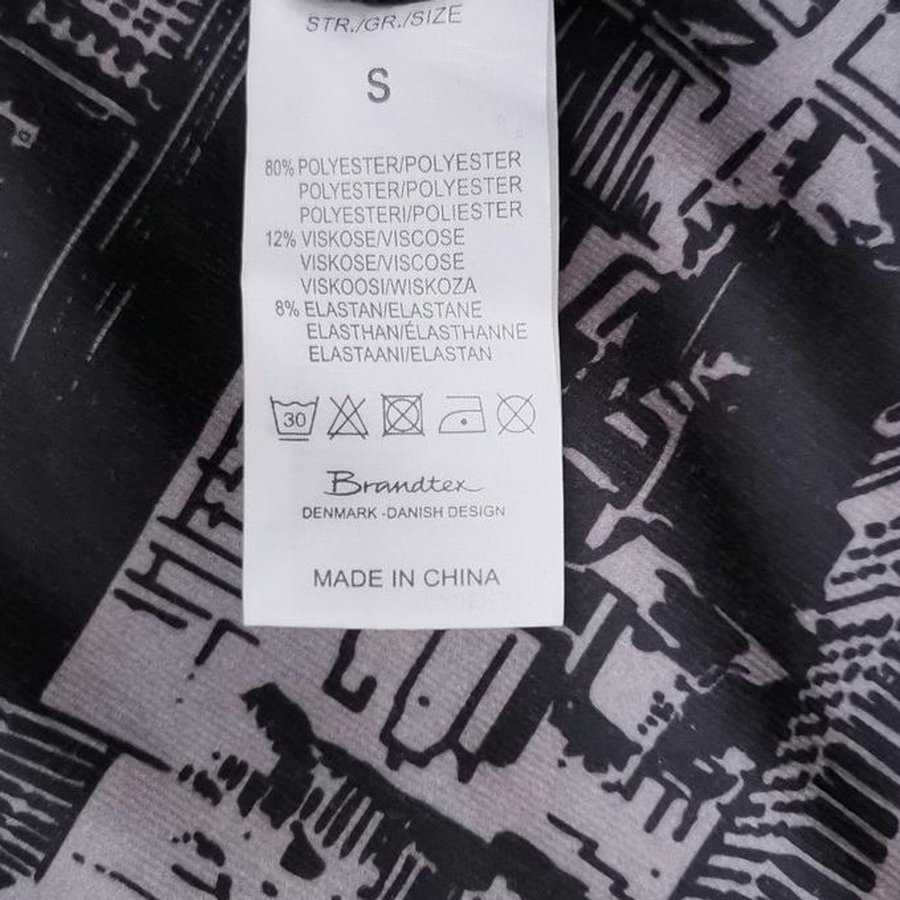 STR./GR./SIZE
S
80% POLYESTER/POLYESTER
POLYESTER/POLYESTER
POLYESTERI/POLIESTER
12% VISKOSE/VISCOSE
VISKOSE/VISCOSE
VISKOOSI/WISKOZA
8% ELASTAN/ELASTANE
ELASTHAN/ÉLASTHANNE
ELASTAANI/ELASTAN
30
Brandtex
DENMARK -DANISH DESIGN
MADE IN CHINA